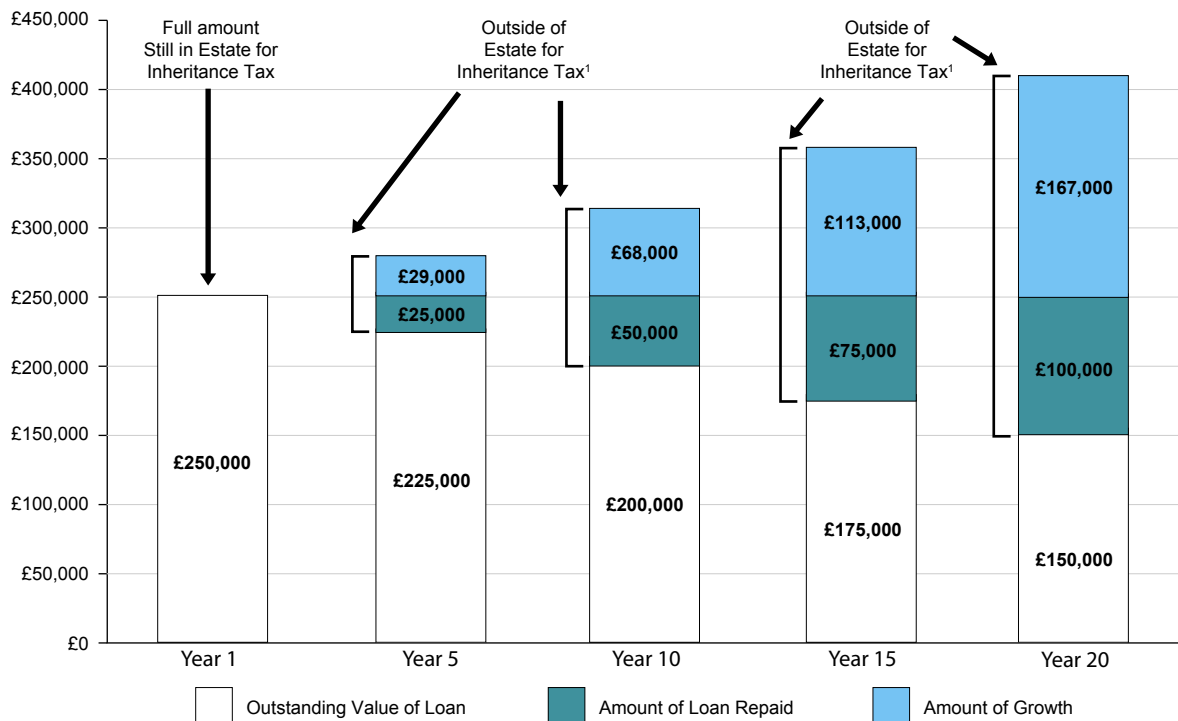 £450,000
£400,000
£350,000
£300,000
£250,000
£200,000
£150,000
£100,000
£50,000
£0
Full amount
Still in Estate for
Inheritance Tax
Outside of
Estate for
Inheritance Tax¹
Outside of
Estate for
Inheritance Tax¹
£250,000
£29,000
£25,000
£225,000
£68,000
£50,000
£200,000
£113,000
£75,000
£175,000
£167,000
£100,000
£150,000
Year 1
Year 5
Year 10
Year 15
Year 20
Outstanding Value of Loan
Amount of Loan Repaid
Amount of Growth